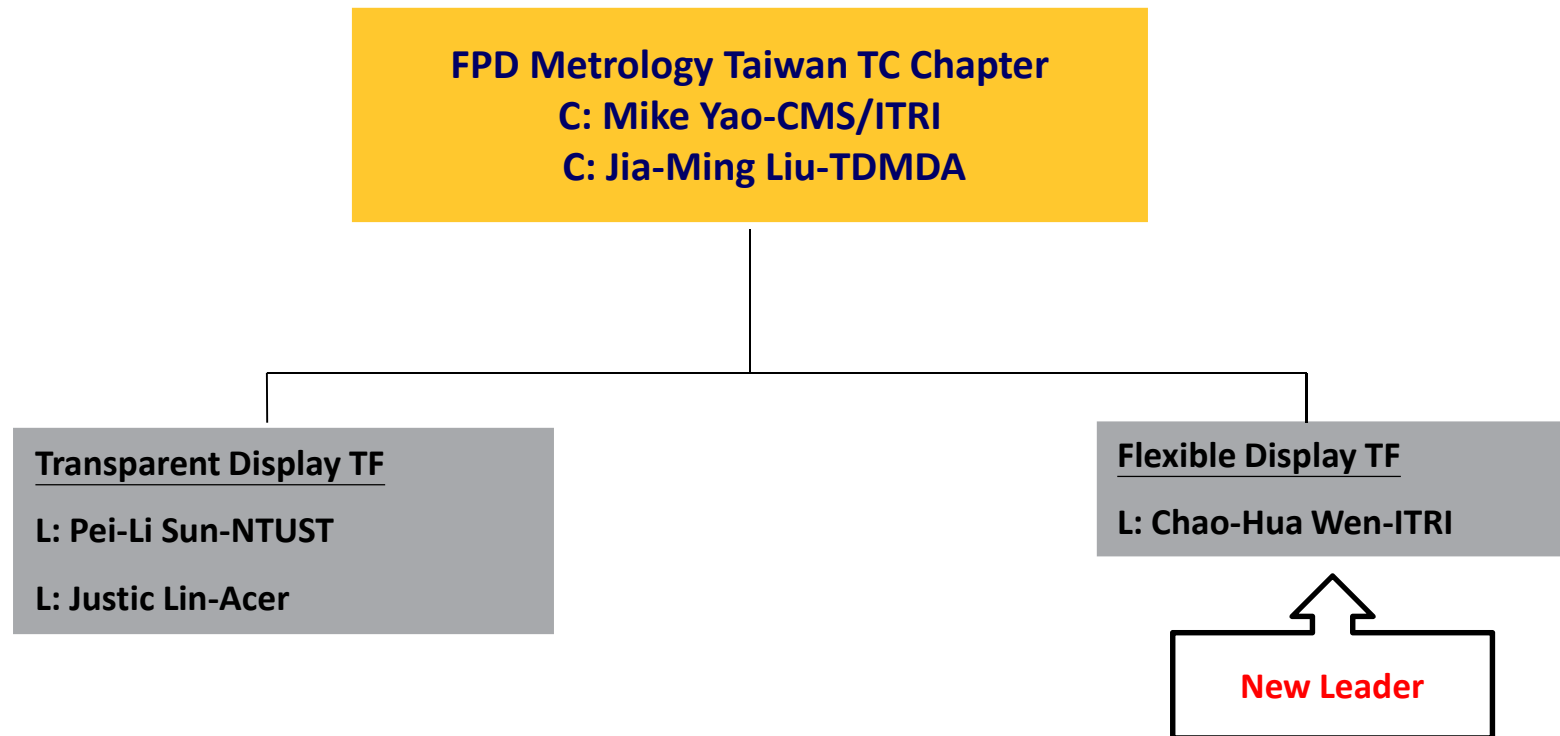 FPD Metrology Taiwan TC Chapter
C: Mike Yao-CMS/ITRI
C: Jia-Ming Liu-TDMDA
Transparent Display TF
L: Pei-Li Sun-NTUST
L: Justic Lin-Acer
Flexible Display TF
L: Chao-Hua Wen-ITRI
New Leader